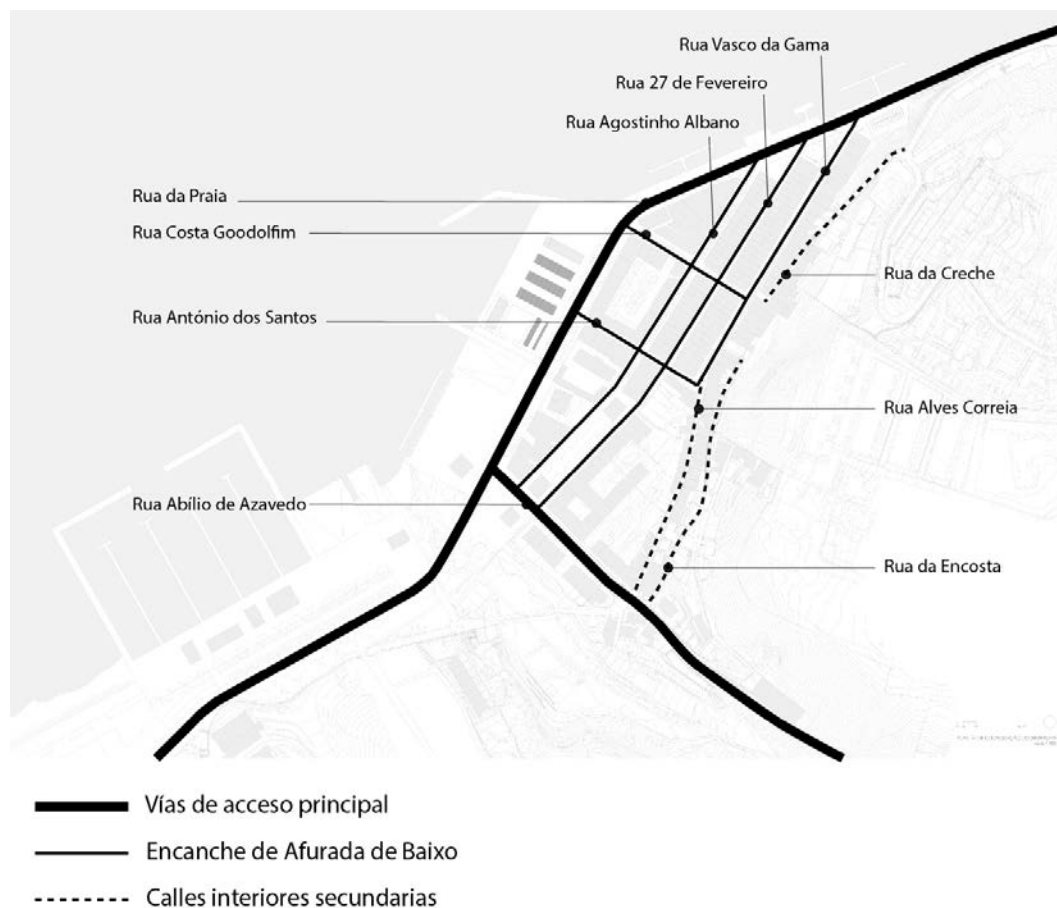 Rua Vasco da Gama
Rua 27 de Fevereiro
Rua Agostinho Albano
Rua da Praia
Rua Costa Goodolfim
Rua da Creche
Rua António dos Santos
Rua Alves Correia
Rua Abílio de Azavedo
Rua da Encosta
Vías de acceso principal
Encanche de Afurada de Baixo
Calles interiores secundarias